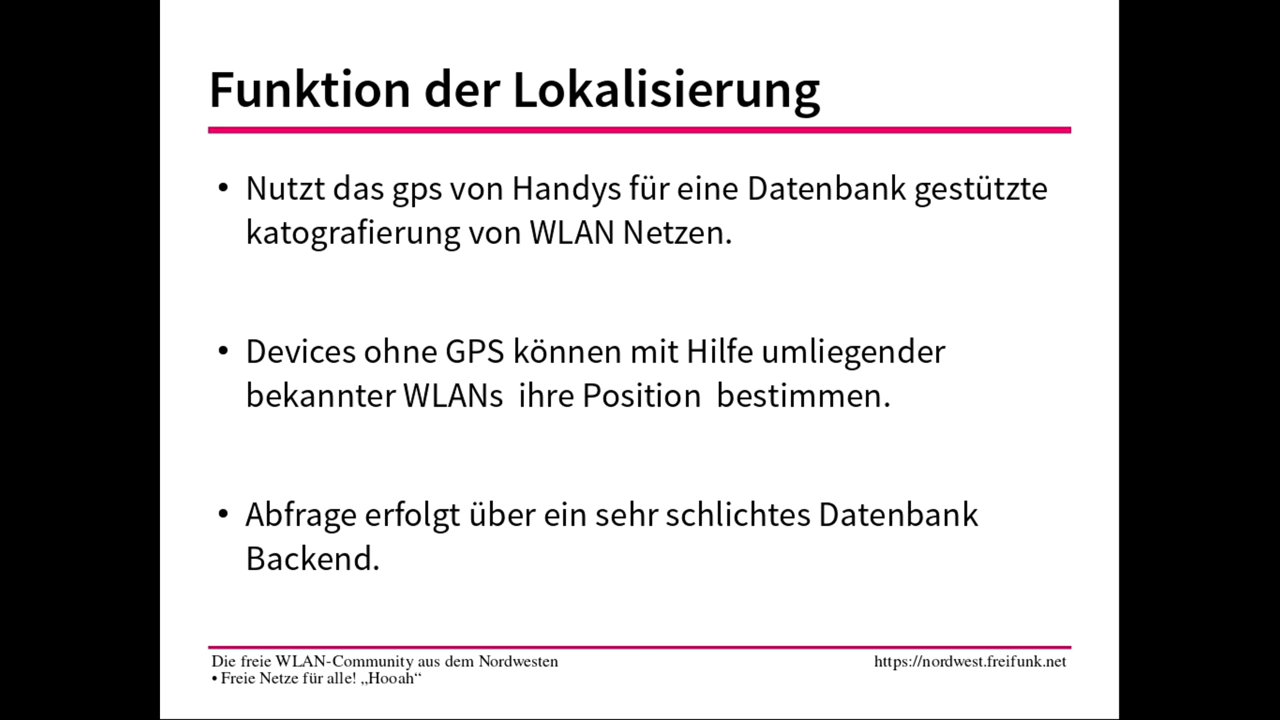 Funktion der Lokalisierung
• Nutzt das gps von Handys für eine Datenbank gestützte
katografierung von WLAN Netzen.
• Devices ohne GPS können mit Hilfe umliegender
bekannter WLANs  ihre Position  bestimmen.
• Abfrage erfolgt über ein sehr schlichtes Datenbank
Backend.
Die freie WLAN-Community aus dem Nordwesten
• Freie Netze für alle! „Hooah“
https://nordwest.freifunk.net